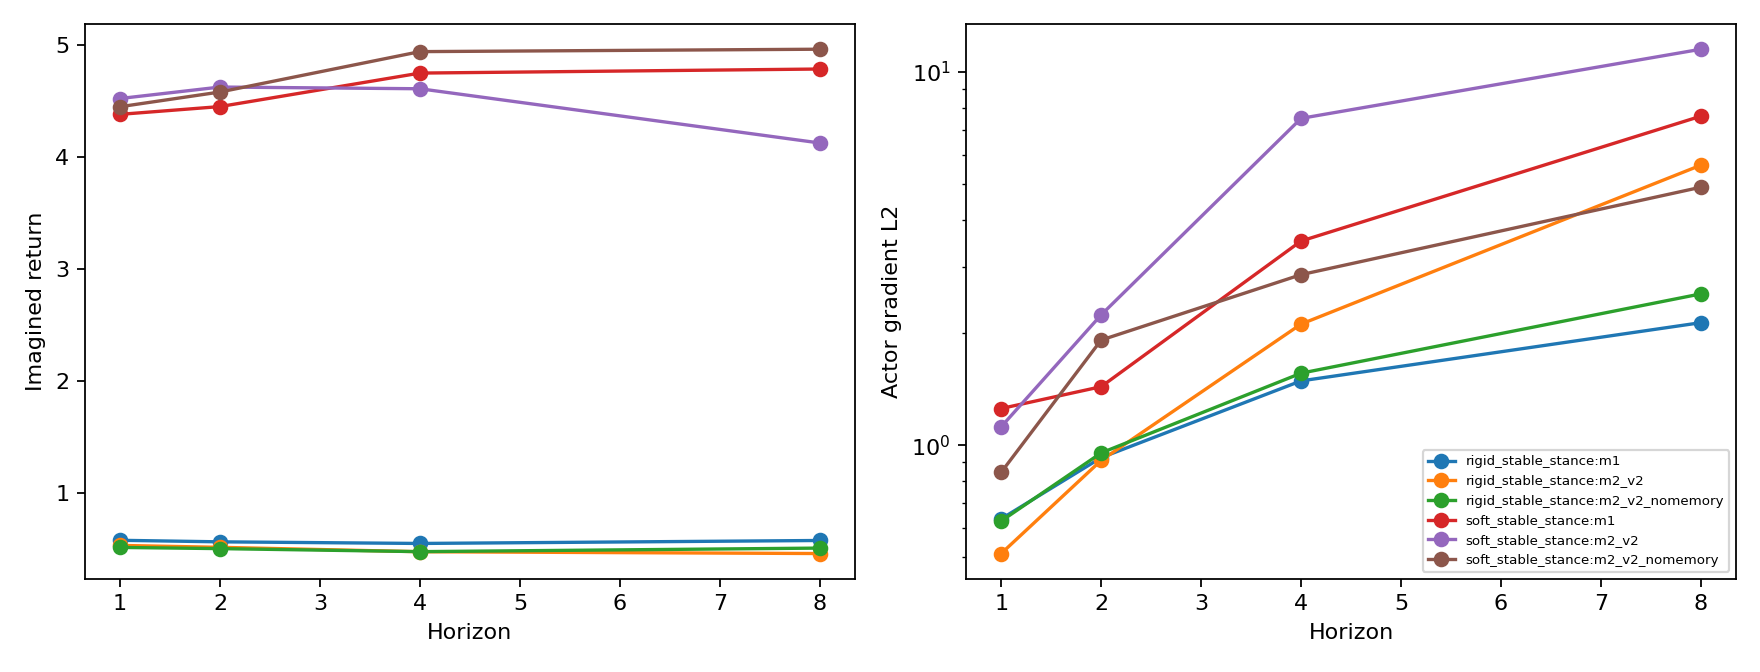 5
4
3
2
1
Imagined return
1 2 3 4 5 6 7 8
Horizon
10¹
10⁰
Actor gradient L2
1 2 3 4 5 6 7 8
Horizon
rigid_stable_stance:m1
rigid_stable_stance:m2_v2
rigid_stable_stance:m2_v2_nomemory
soft_stable_stance:m1
soft_stable_stance:m2_v2
soft_stable_stance:m2_v2_nomemory